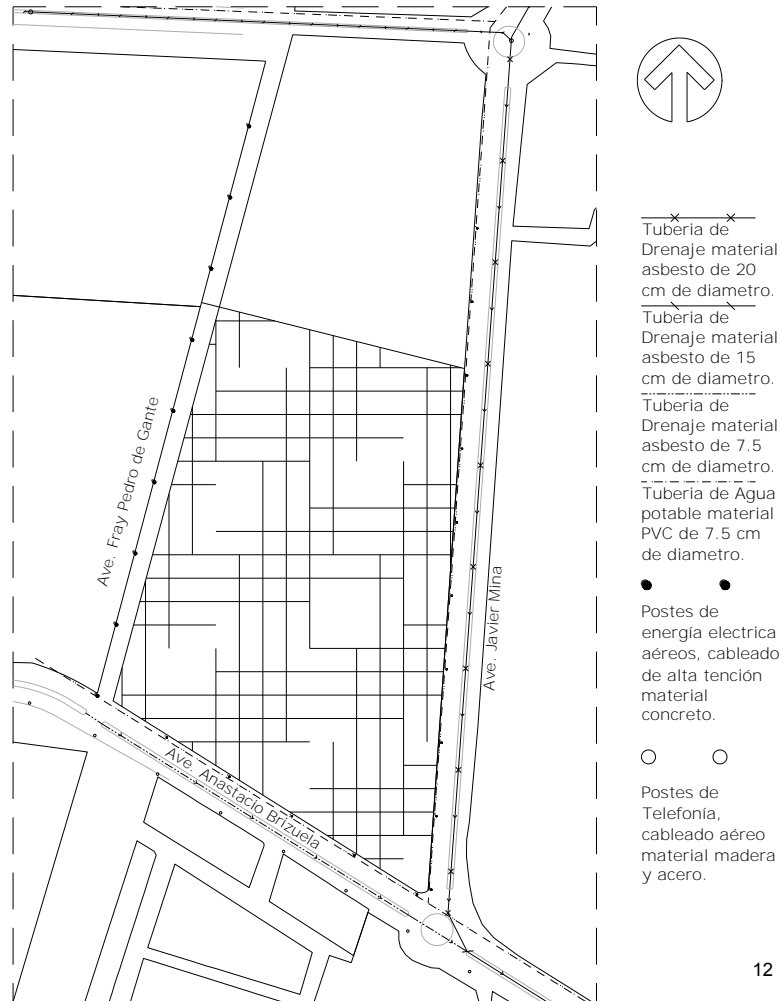 Ave. Fray Pedro de Gante
Ave. Javier Mina
Ave. Anastacio Brizuela
Tuberia de
Drenaje material
asbesto de 20
cm de diametro.
Tuberia de
Drenaje material
asbesto de 15
cm de diametro.
Tuberia de
Drenaje material
asbesto de 7.5
cm de diametro.
Tuberia de Agua
potable material
PVC de 7.5 cm
de diametro.
Postes de
energía electrica
aéreos, cableado
de alta tención
material
concreto.
Postes de
Telefonía,
cableado aéreo
material madera
y acero.
12